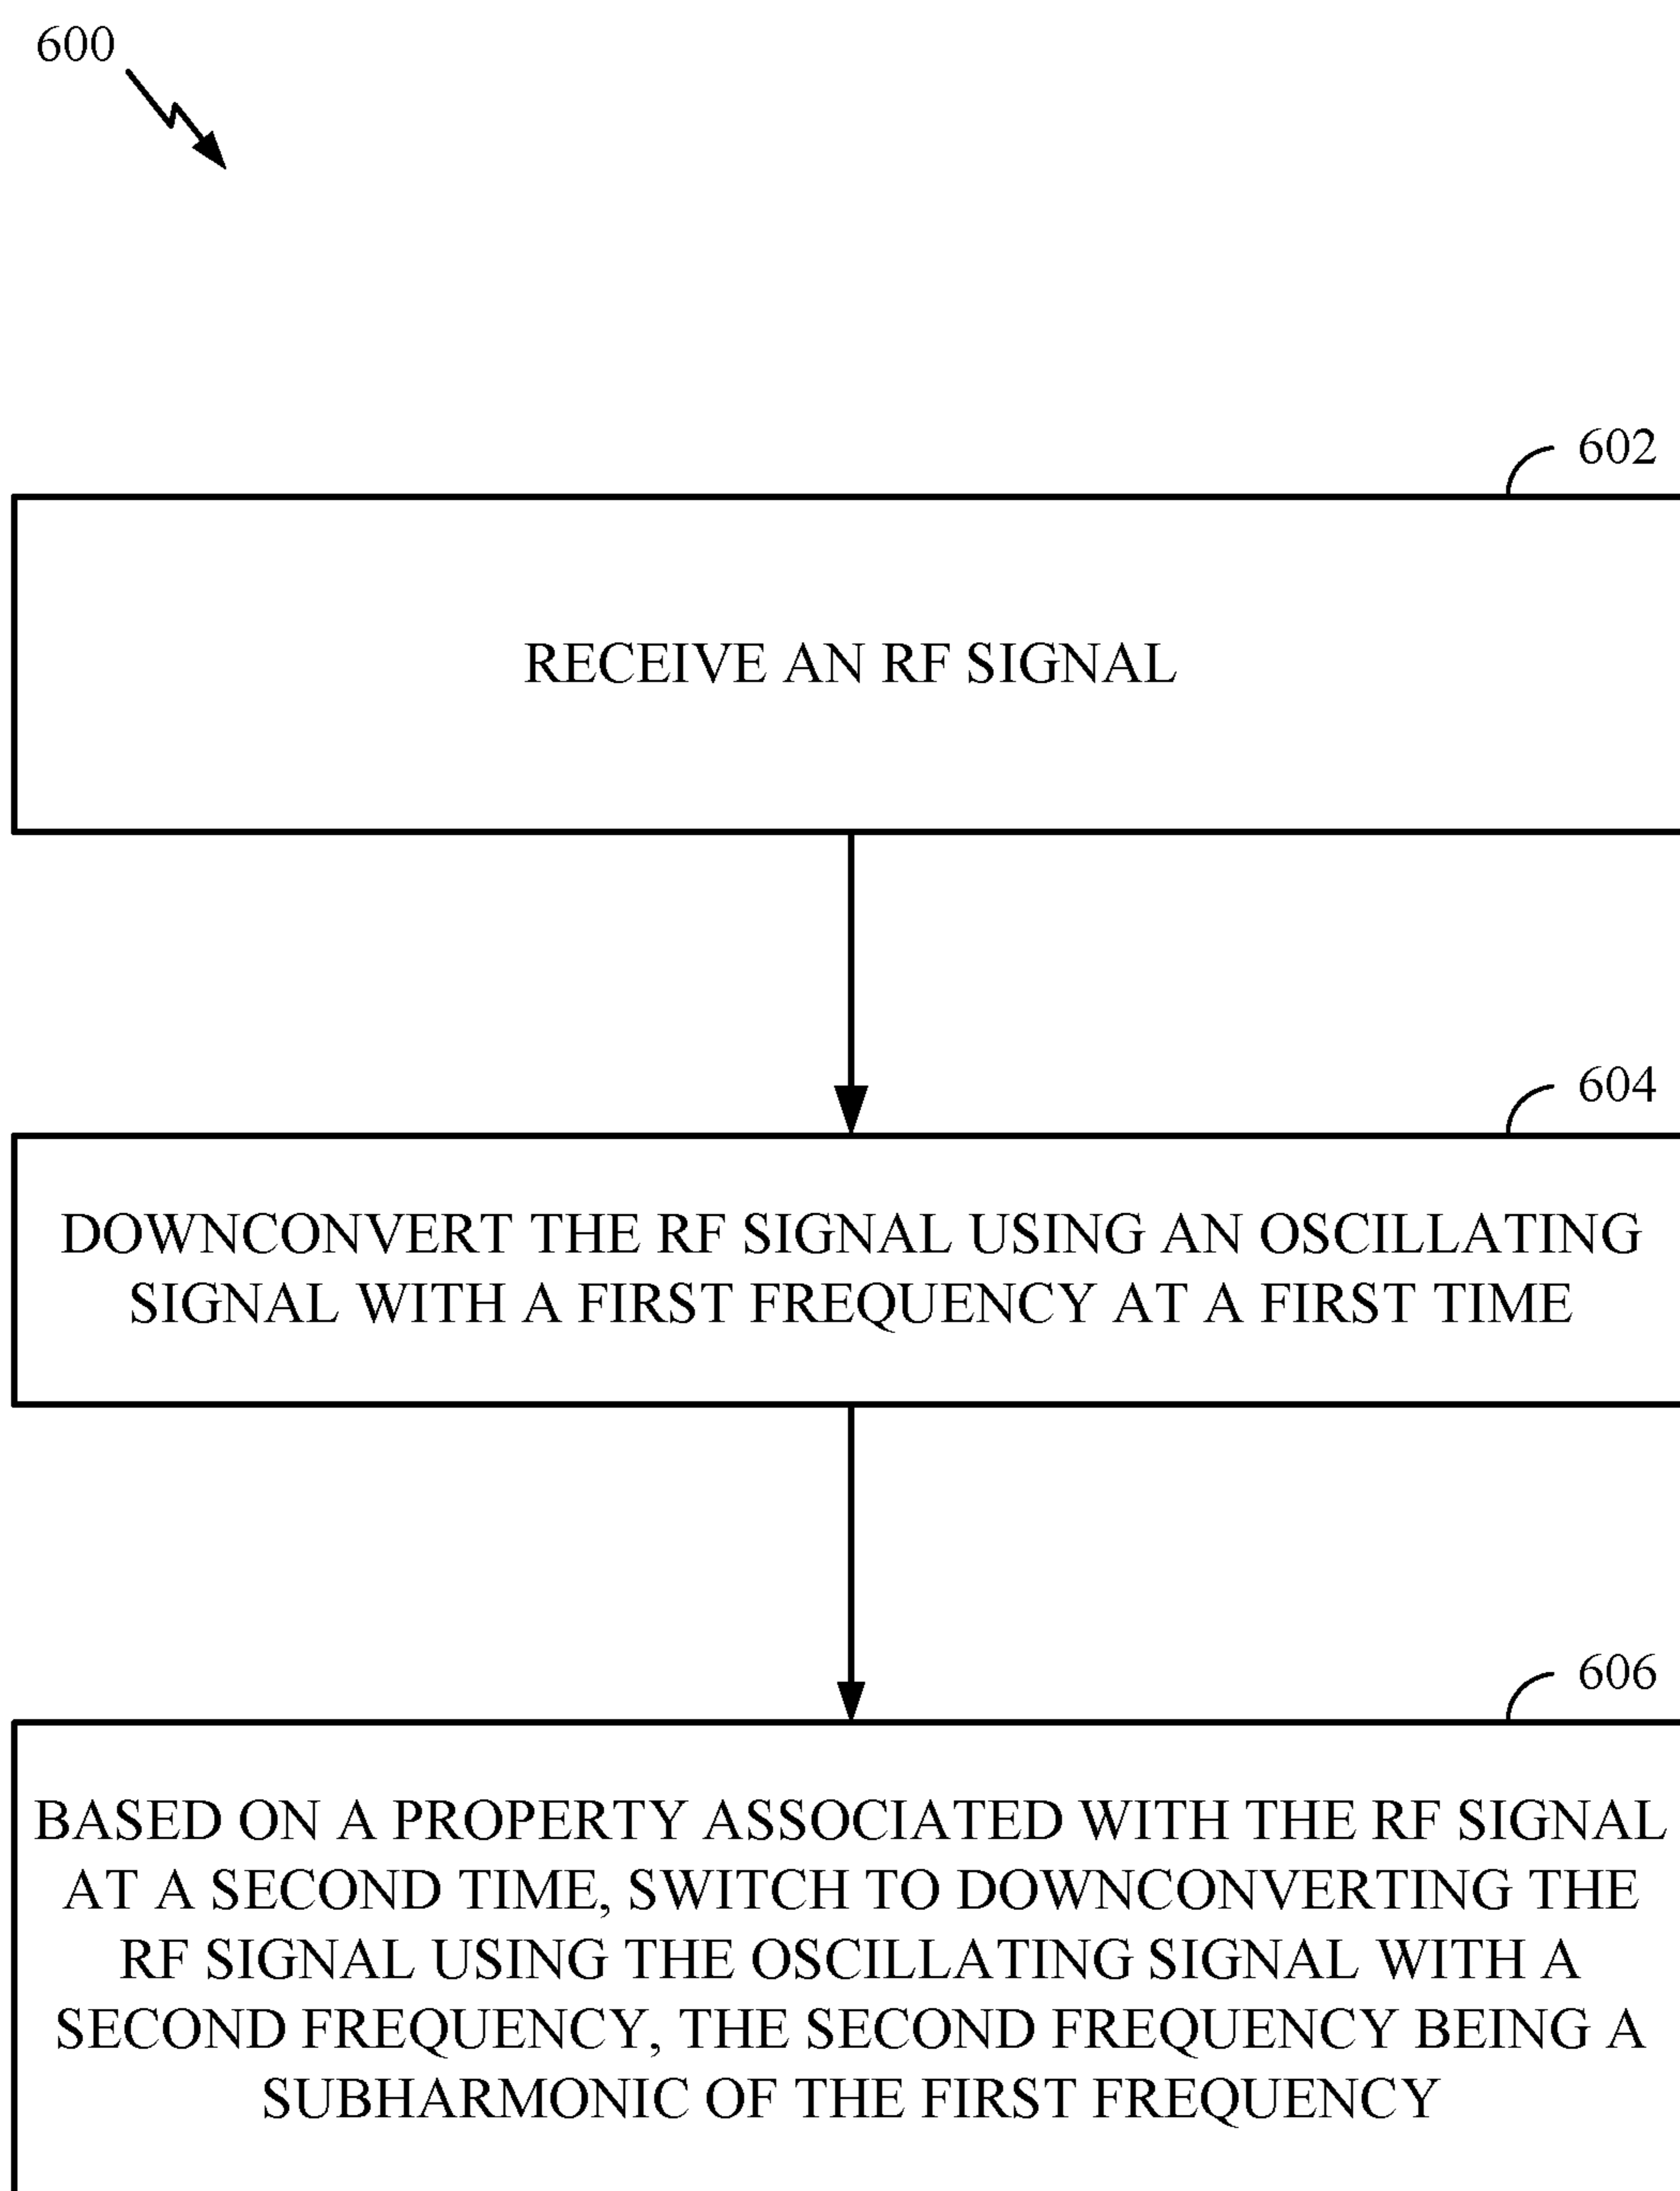 600
602
RECEIVE AN RF SIGNAL
604
DOWNCONVERT THE RF SIGNAL USING AN OSCILLATING
SIGNAL WITH A FIRST FREQUENCY AT A FIRST TIME
606
BASED ON A PROPERTY ASSOCIATED WITH THE RF SIGNAL
AT A SECOND TIME, SWITCH TO DOWNCONVERTING THE
RF SIGNAL USING THE OSCILLATING SIGNAL WITH A
SECOND FREQUENCY, THE SECOND FREQUENCY BEING A
SUBHARMONIC OF THE FIRST FREQUENCY